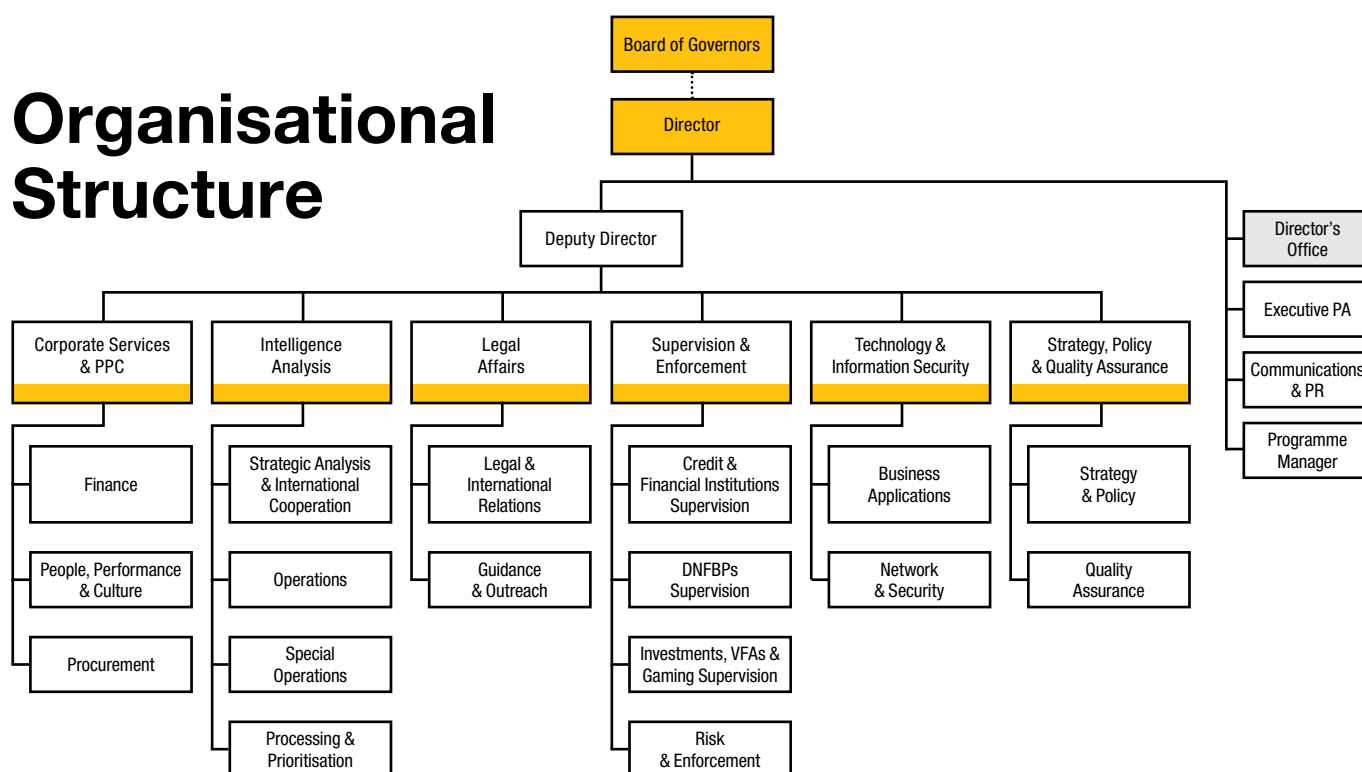 Organisational
Structure
Board of Governors
Director
Deputy Director
Director's
Office
Executive PA
Communications
& PR
Programme
Manager
Corporate Services
& PPC
Finance
People, Performance
& Culture
Procurement
Intelligence
Analysis
Strategic Analysis
& International
Cooperation
Operations
Special
Operations
Processing &
Prioritisation
Legal
Affairs
Legal &
International
Relations
Guidance
& Outreach
Supervision &
Enforcement
Credit &
Financial Institutions
Supervision
DNFBPs
Supervision
Investments, VFAs &
Gaming Supervision
Risk
& Enforcement
Technology &
Information Security
Business
Applications
Network
& Security
Strategy, Policy
& Quality Assurance
Strategy
& Policy
Quality
Assurance